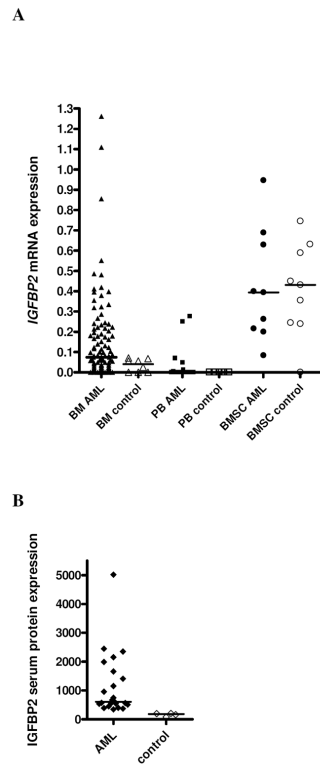 A
IGFBP2 mRNA expression
1.3
1.2
1.1
1.0
0.9
0.8
0.7
0.6
0.5
0.4
0.3
0.2
0.1
0.0
BM AML
BM control
PB AML
PB control
BMSC AML
BMSC control
B
IGFBP2 serum protein expression
5000
4000
3000
2000
1000
0
AML
control